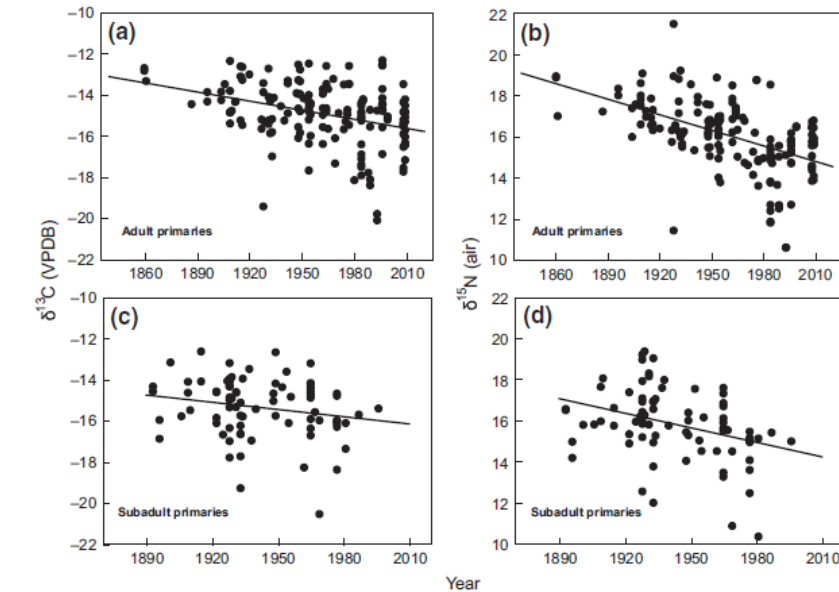 (a)
−10
−12
−14
−16
−18
−20
−22
Adult primaries
1860 1890 1920 1950 1980 2010
(b)
22
20
18
16
14
12
10
Adult primaries
1860 1890 1920 1950 1980 2010
δ13C (VPDB)
δ15N (air)
(c)
−10
−12
−14
−16
−18
−20
−22
Subadult primaries
1890 1920 1950 1980 2010
(d)
22
20
18
16
14
12
10
Subadult primaries
1890 1920 1950 1980 2010
Year